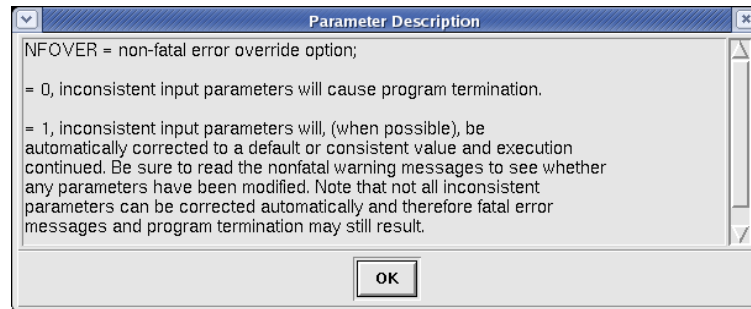 Parameter Description
NFOVER = non-fatal error override option;
= 0, inconsistent input parameters will cause program termination.
= 1, inconsistent input parameters will, (when possible), be
automatically corrected to a default or consistent value and execution
continued. Be sure to read the nonfatal warning messages to see whether
any parameters have been modified. Note that not all inconsistent
parameters can be corrected automatically and therefore fatal error
messages and program termination may still result.
OK